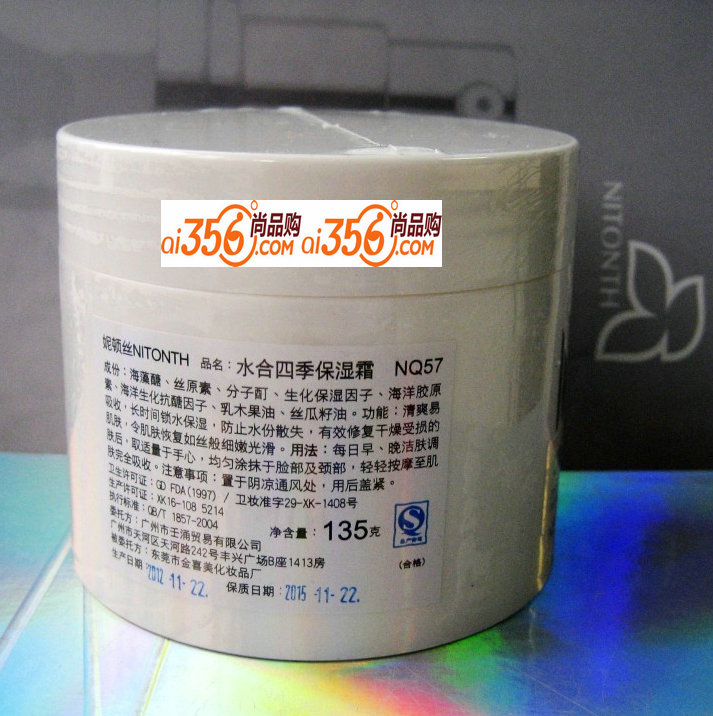 ai356尚品购.com ai356尚品购.com
NITONTH
妮顿丝NITONTH 品名：水合四季保湿霜 NQ57
成份：海藻醣、丝原素、分子酊、生化保湿因子、海洋胶原
素、海洋生化抗醣因子、乳木果油、丝瓜籽油。功能：清爽易
吸收，长时间锁水保湿，防止水份散失，有效修复干燥受损的
肌肤，令肌肤恢复如丝般细嫩光滑。用法：每日早、晚洁肤调
肤后，取适量于手心，均匀涂抹于脸部及颈部，轻轻按摩至肌
肤完全吸收。注意事项：置于阴凉通风处，用后盖紧。
卫生许可证：GD FDA(1997) / 卫妆准字29-XK-1408号
生产许可证：XK16-108 5214
执行标准：QB/T 1857-2004
净含量：135克
委托方：广州市壬涌贸易有限公司
广州市天河区天河路242号丰兴广场B座1413房
被委托方：东莞市金喜美化妆品厂
生产日期：2012-11-22. 保质日期：2015-11-22.
(合格)